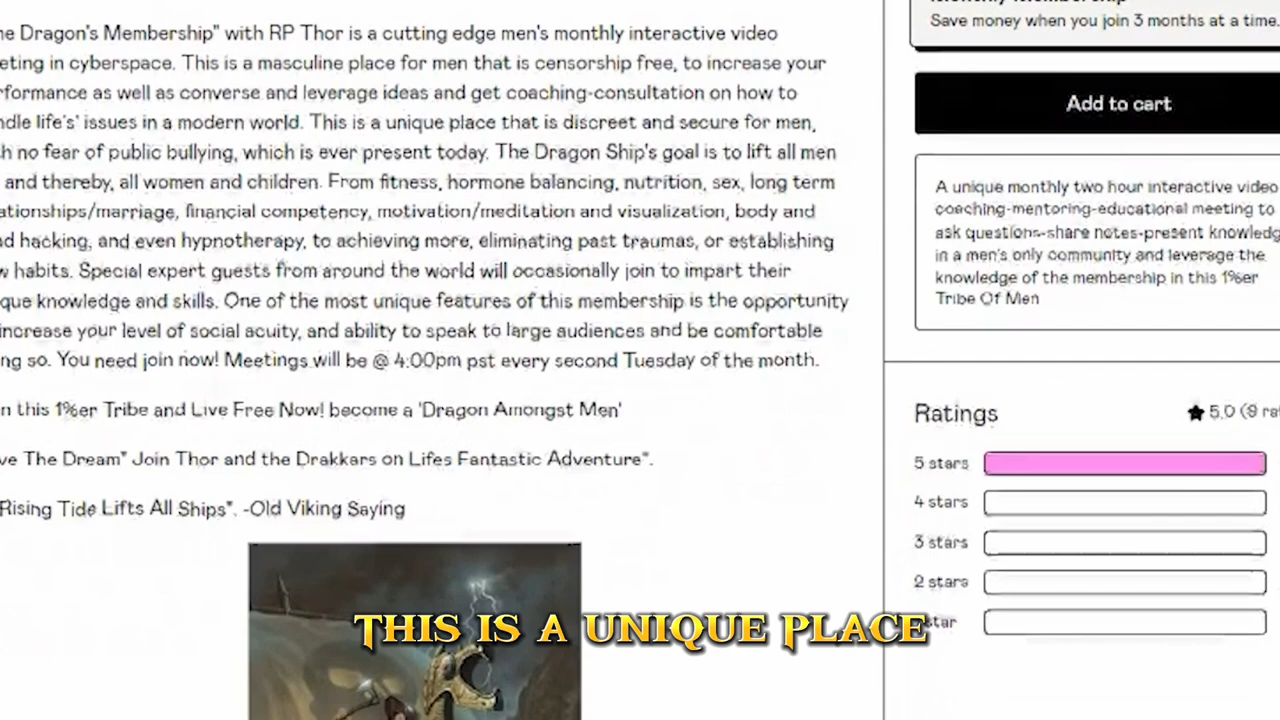 ne Dragon's Membership" with RP Thor is a cutting edge men's monthly interactive video
eting in cyberspace. This is a masculine place for men that is censorship free, to increase your
rformance as well as converse and leverage ideas and get coaching-consultation on how to
ndle life's' issues in a modern world. This is a unique place that is discreet and secure for men,
h no fear of public bullying, which is ever present today. The Dragon Ship's goal is to lift all men
and thereby, all women and children. From fitness, hormone balancing, nutrition, sex, long term
ationships/marriage, financial competency, motivation/meditation and visualization, body and
d hacking, and even hypnotherapy, to achieving more, eliminating past traumas, or establishing
w habits. Special expert guests from around the world will occasionally join to impart their
que knowledge and skills. One of the most unique features of this membership is the opportunity
increase your level of social acuity, and ability to speak to large audiences and be comfortable
ng so. You need join now! Meetings will be @ 4:00pm pst every second Tuesday of the month.
n this 1%er Tribe and Live Free Now! become a 'Dragon Amongst Men'
ve The Dream" Join Thor and the Drakkars on Lifes Fantastic Adventure".
Rising Tide Lifts All Ships". -Old Viking Saying
Save money when you join 3 months at a time.
Add to cart
A unique monthly two hour interactive video
coaching-mentoring-educational meeting to
ask questions-share notes-present knowledg
in a men's only community and leverage the
knowledge of the membership in this 1%er
Tribe Of Men
Ratings
5.0 (9 rat
5 stars
4 stars
3 stars
2 stars
star
THIS IS A UNIQUE PLACE